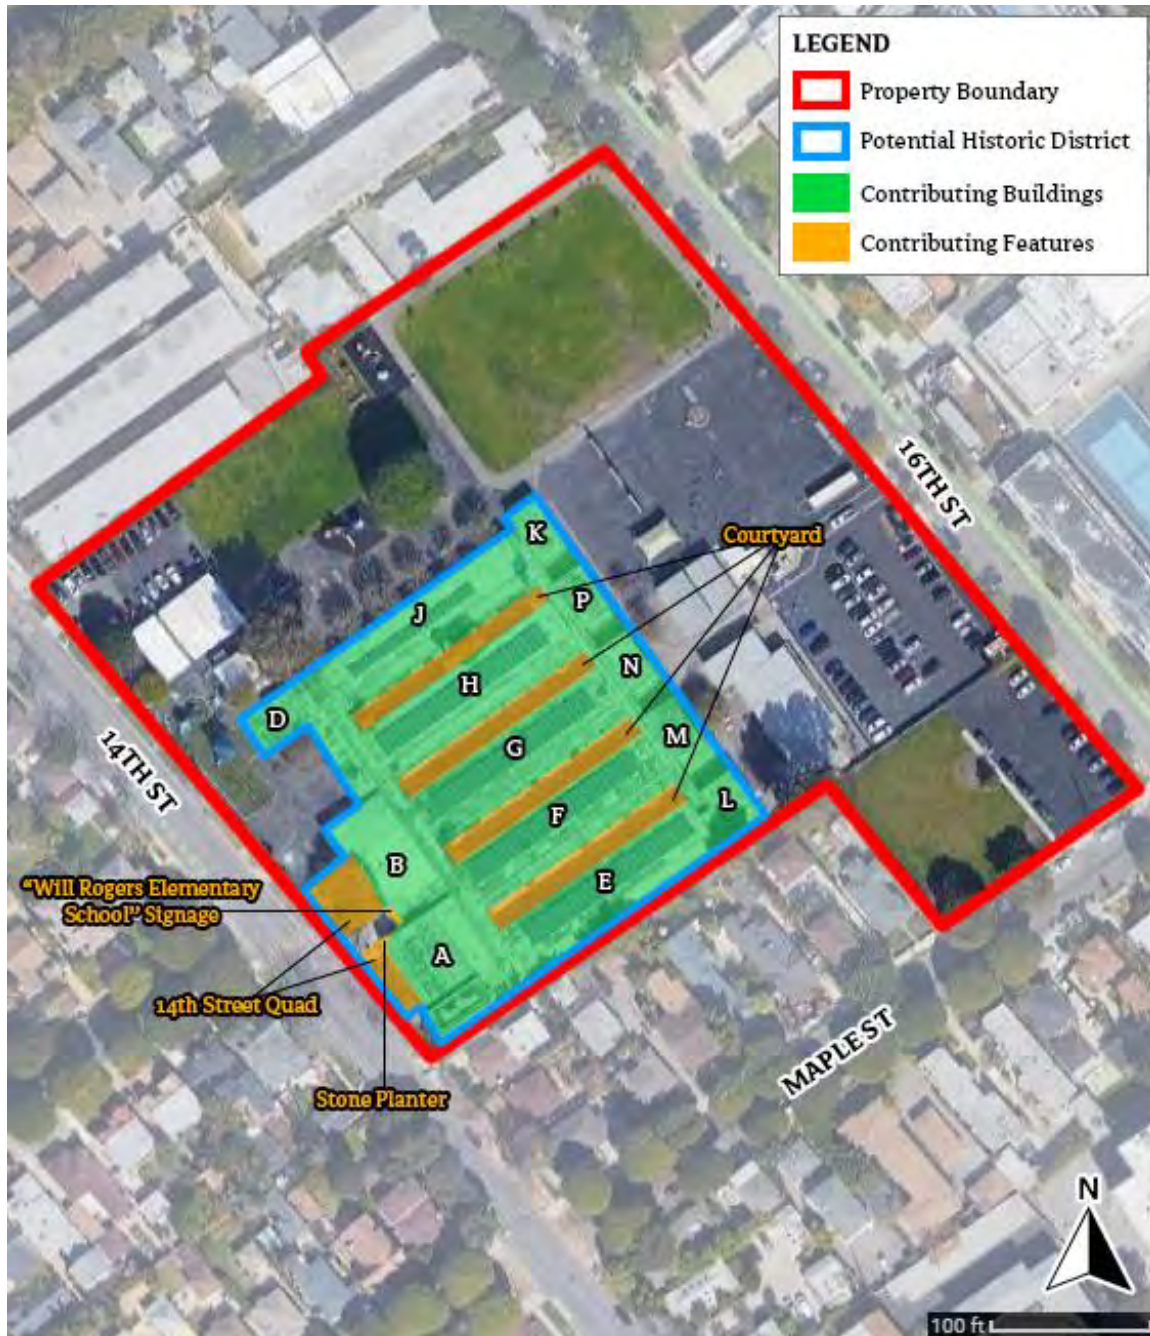 LEGEND
Property Boundary
Potential Historic District
Contributing Buildings
Contributing Features
16TH ST
Courtyard
K
P
J
N
H
M
D
G
14TH ST
L
F
B
E
"Will Rogers Elementary
School" Signage
A
14th Street Quad
MAPLE ST
Stone Planter
N
100 ft